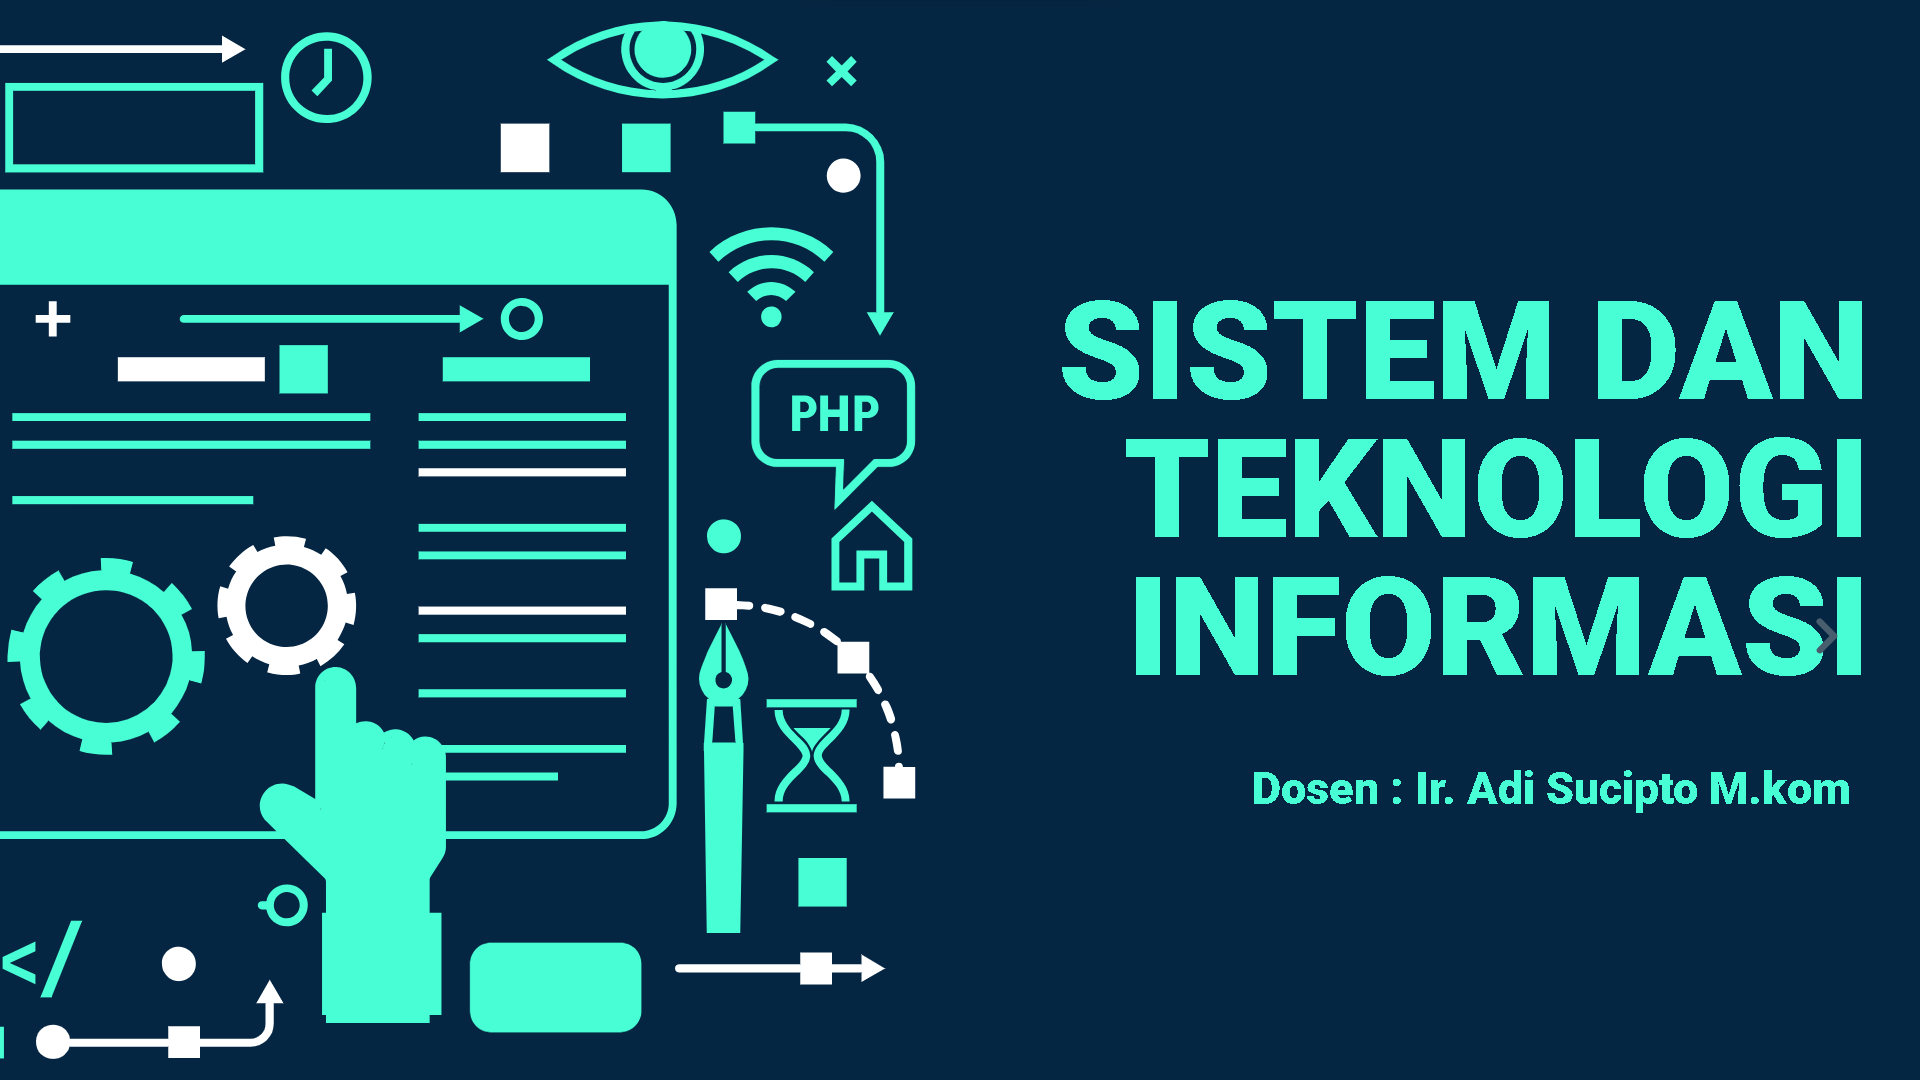 PHP
</
SISTEM DAN
TEKNOLOGI
INFORMASI
Dosen : Ir. Adi Sucipto M.kom